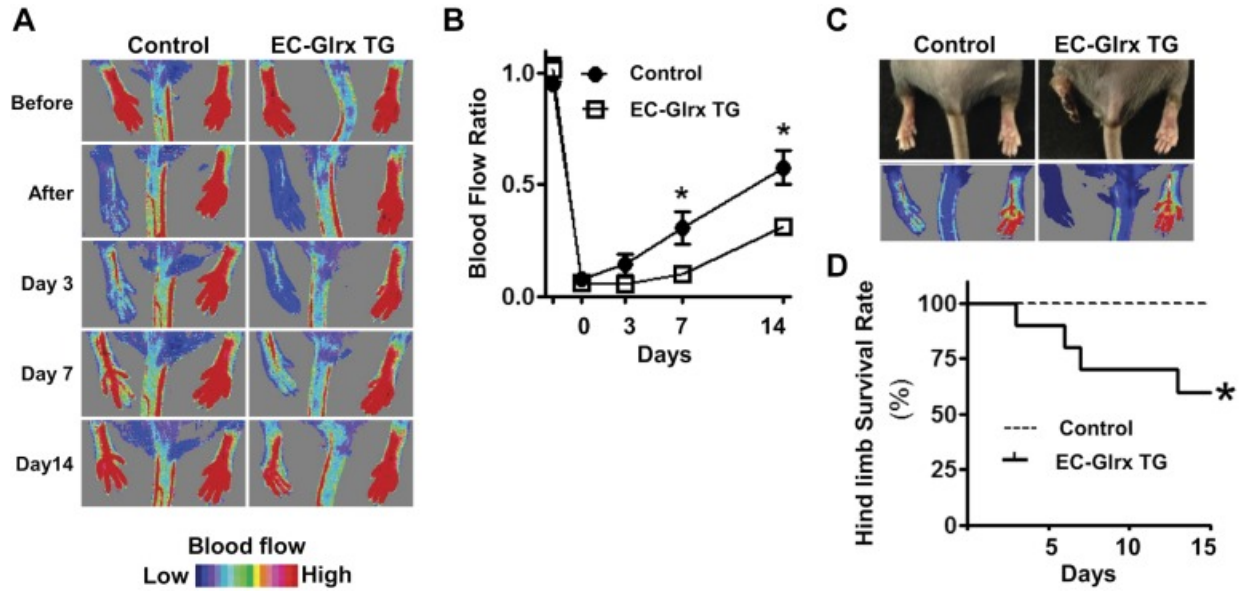 A
Control EC-Glrx TG
Before
After
Day 3
Day 7
Day14
Blood flow
Low High
B
Blood Flow Ratio
1.0
0.5
0.0
Control
EC-Glrx TG
*
*
0 3 7 14
Days
C
Control EC-Glrx TG
D
Hind limb Survival Rate
(%)
100
75
50
25
0
*
Control
EC-Glrx TG
5 10 15
Days